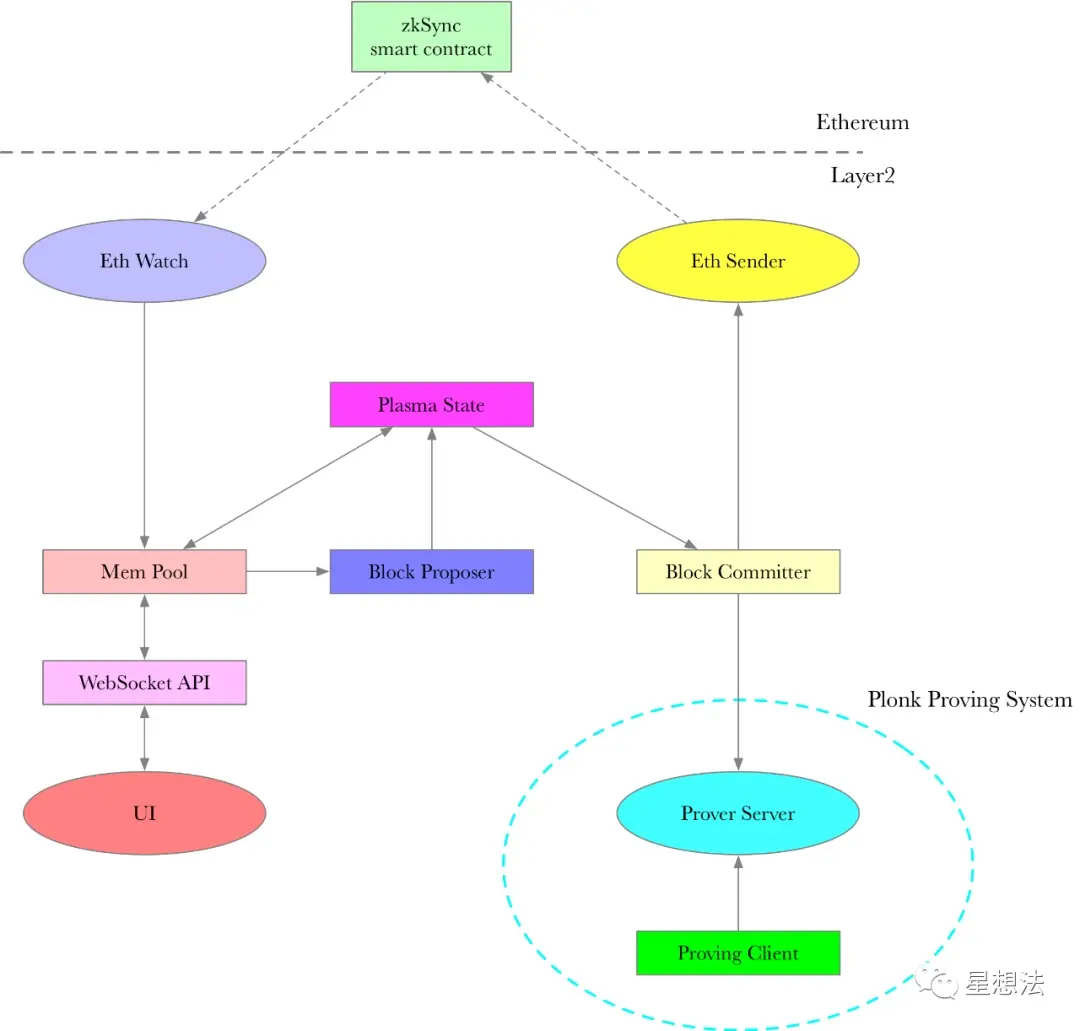 zkSync
smart contract
Ethereum
Layer2
Eth Watch
Eth Sender
Plasma State
Mem Pool
Block Proposer
Block Committer
WebSocket API
Plonk Proving System
UI
Prover Server
Proving Client
星想法